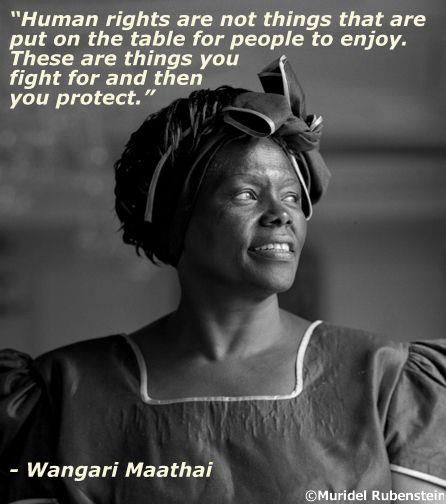 “Human rights are not things that are
put on the table for people to enjoy.
These are things you
fight for and then
you protect.”
- Wangari Maathai
©Muridel Rubenstein